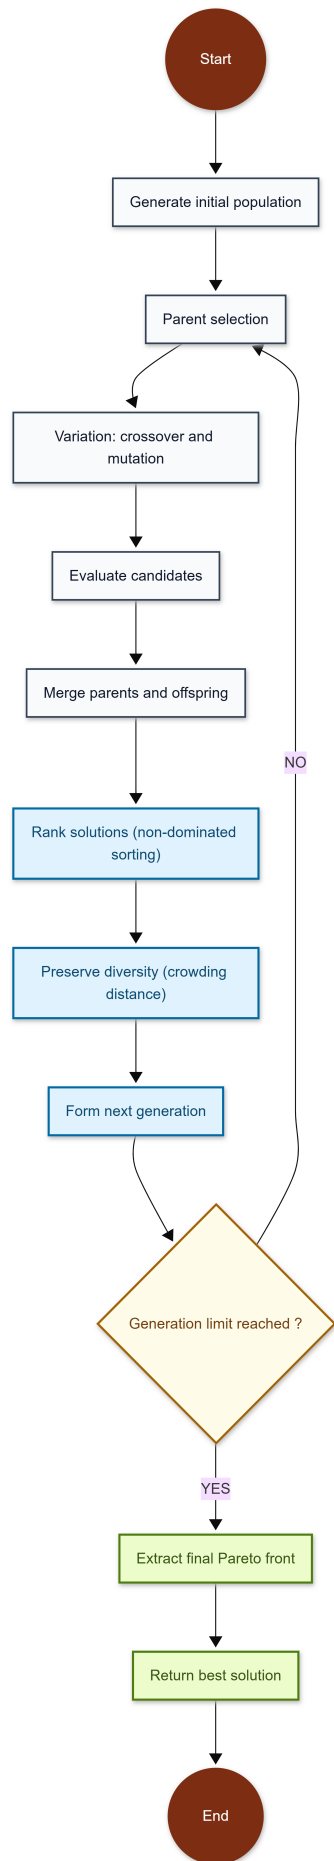 Start
Generate initial population
Parent selection
Variation: crossover and
mutation
Evaluate candidates
Merge parents and offspring
NO
Rank solutions (non-dominated
sorting)
Preserve diversity (crowding
distance)
Form next generation
Generation limit reached ?
YES
Extract final Pareto front
Return best solution
End